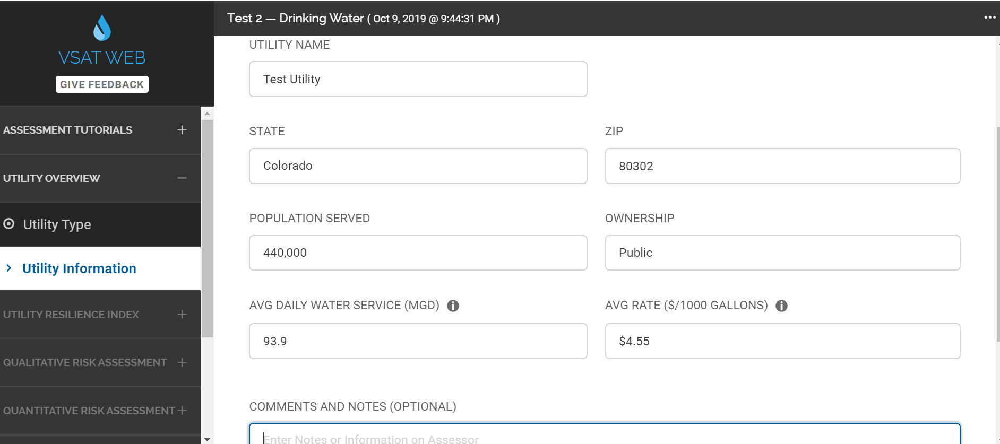 VSAT WEB
GIVE FEEDBACK
ASSESSMENT TUTORIALS
UTILITY OVERVIEW
Utility Type
Utility Information
UTILITY RESILIENCE INDEX
QUALITATIVE RISK ASSESSMENT
QUANTITATIVE RISK ASSESSMENT
Test 2 — Drinking Water ( Oct 9, 2019 @ 9:44:31 PM )
UTILITY NAME
Test Utility
STATE
ZIP
Colorado
80302
POPULATION SERVED
OWNERSHIP
440,000
Public
AVG DAILY WATER SERVICE (MGD)
AVG RATE ($/1000 GALLONS)
93.9
$4.55
COMMENTS AND NOTES (OPTIONAL)
Enter Notes or Information on Assessor